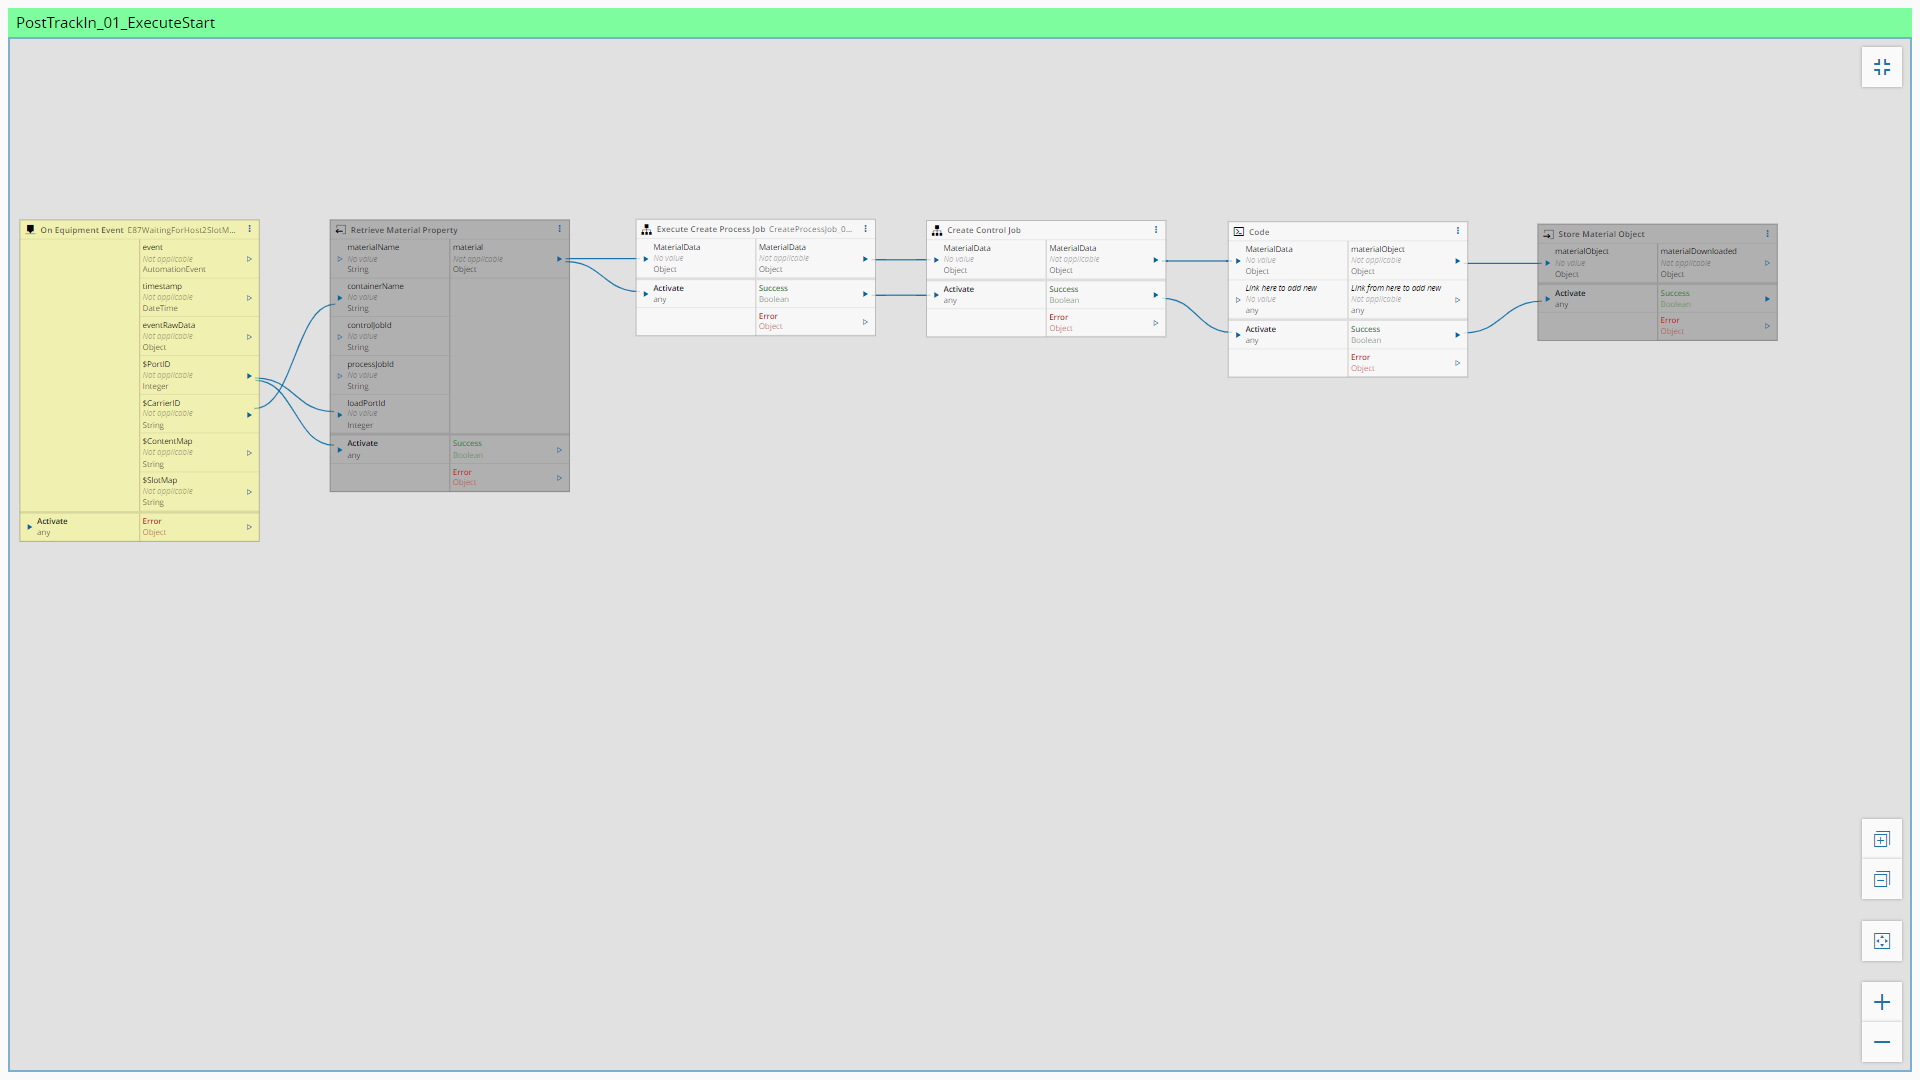 PostTrackIn_01_ExecuteStart
On Equipment Event E87WaitingForHost2SlotM...
event
Not applicable
AutomationEvent
timestamp
Not applicable
DateTime
eventRawData
Not applicable
Object
$PortID
Not applicable
Integer
$CarrierID
Not applicable
String
$ContentMap
Not applicable
String
$SlotMap
Not applicable
String
Activate
any
Error
Object
Retrieve Material Property
materialName
No value
String
containerName
No value
String
controlJobId
No value
String
processJobId
No value
String
loadPortId
No value
Integer
material
Not applicable
Object
Activate
any
Success
Boolean
Error
Object
Execute Create Process Job CreateProcessJob_0...
MaterialData
No value
Object
MaterialData
Not applicable
Object
Activate
any
Success
Boolean
Error
Object
Create Control Job
MaterialData
No value
Object
MaterialData
Not applicable
Object
Activate
any
Success
Boolean
Error
Object
Code
MaterialData
No value
Object
materialObject
Not applicable
Object
Link here to add new
No value
any
Link from here to add new
Not applicable
any
Activate
any
Success
Boolean
Error
Object
Store Material Object
materialObject
No value
Object
materialDownloaded
Not applicable
Object
Activate
any
Success
Boolean
Error
Object